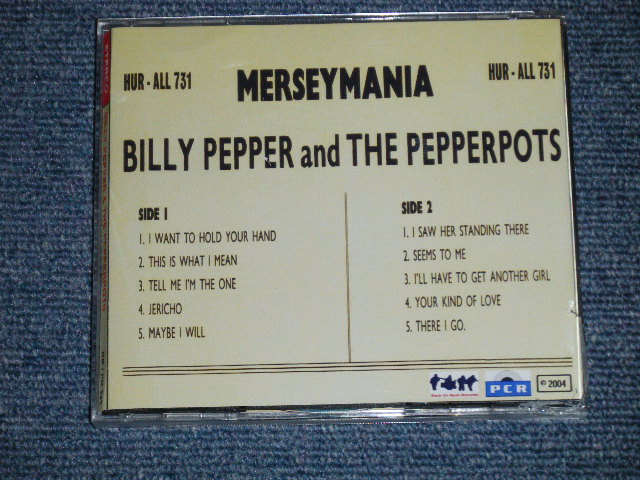 HUR - ALL 731
MERSEYMANIA
HUR - ALL 731
BILLY PEPPER and THE PEPPERPOTS
SIDE 1
1. I WANT TO HOLD YOUR HAND
2. THIS IS WHAT I MEAN
3. TELL ME I'M THE ONE
4. JERICHO
5. MAYBE I WILL
SIDE 2
1. I SAW HER STANDING THERE
2. SEEMS TO ME
3. I'LL HAVE TO GET ANOTHER GIRL
4. YOUR KIND OF LOVE
5. THERE I GO.
PCR
© 2004